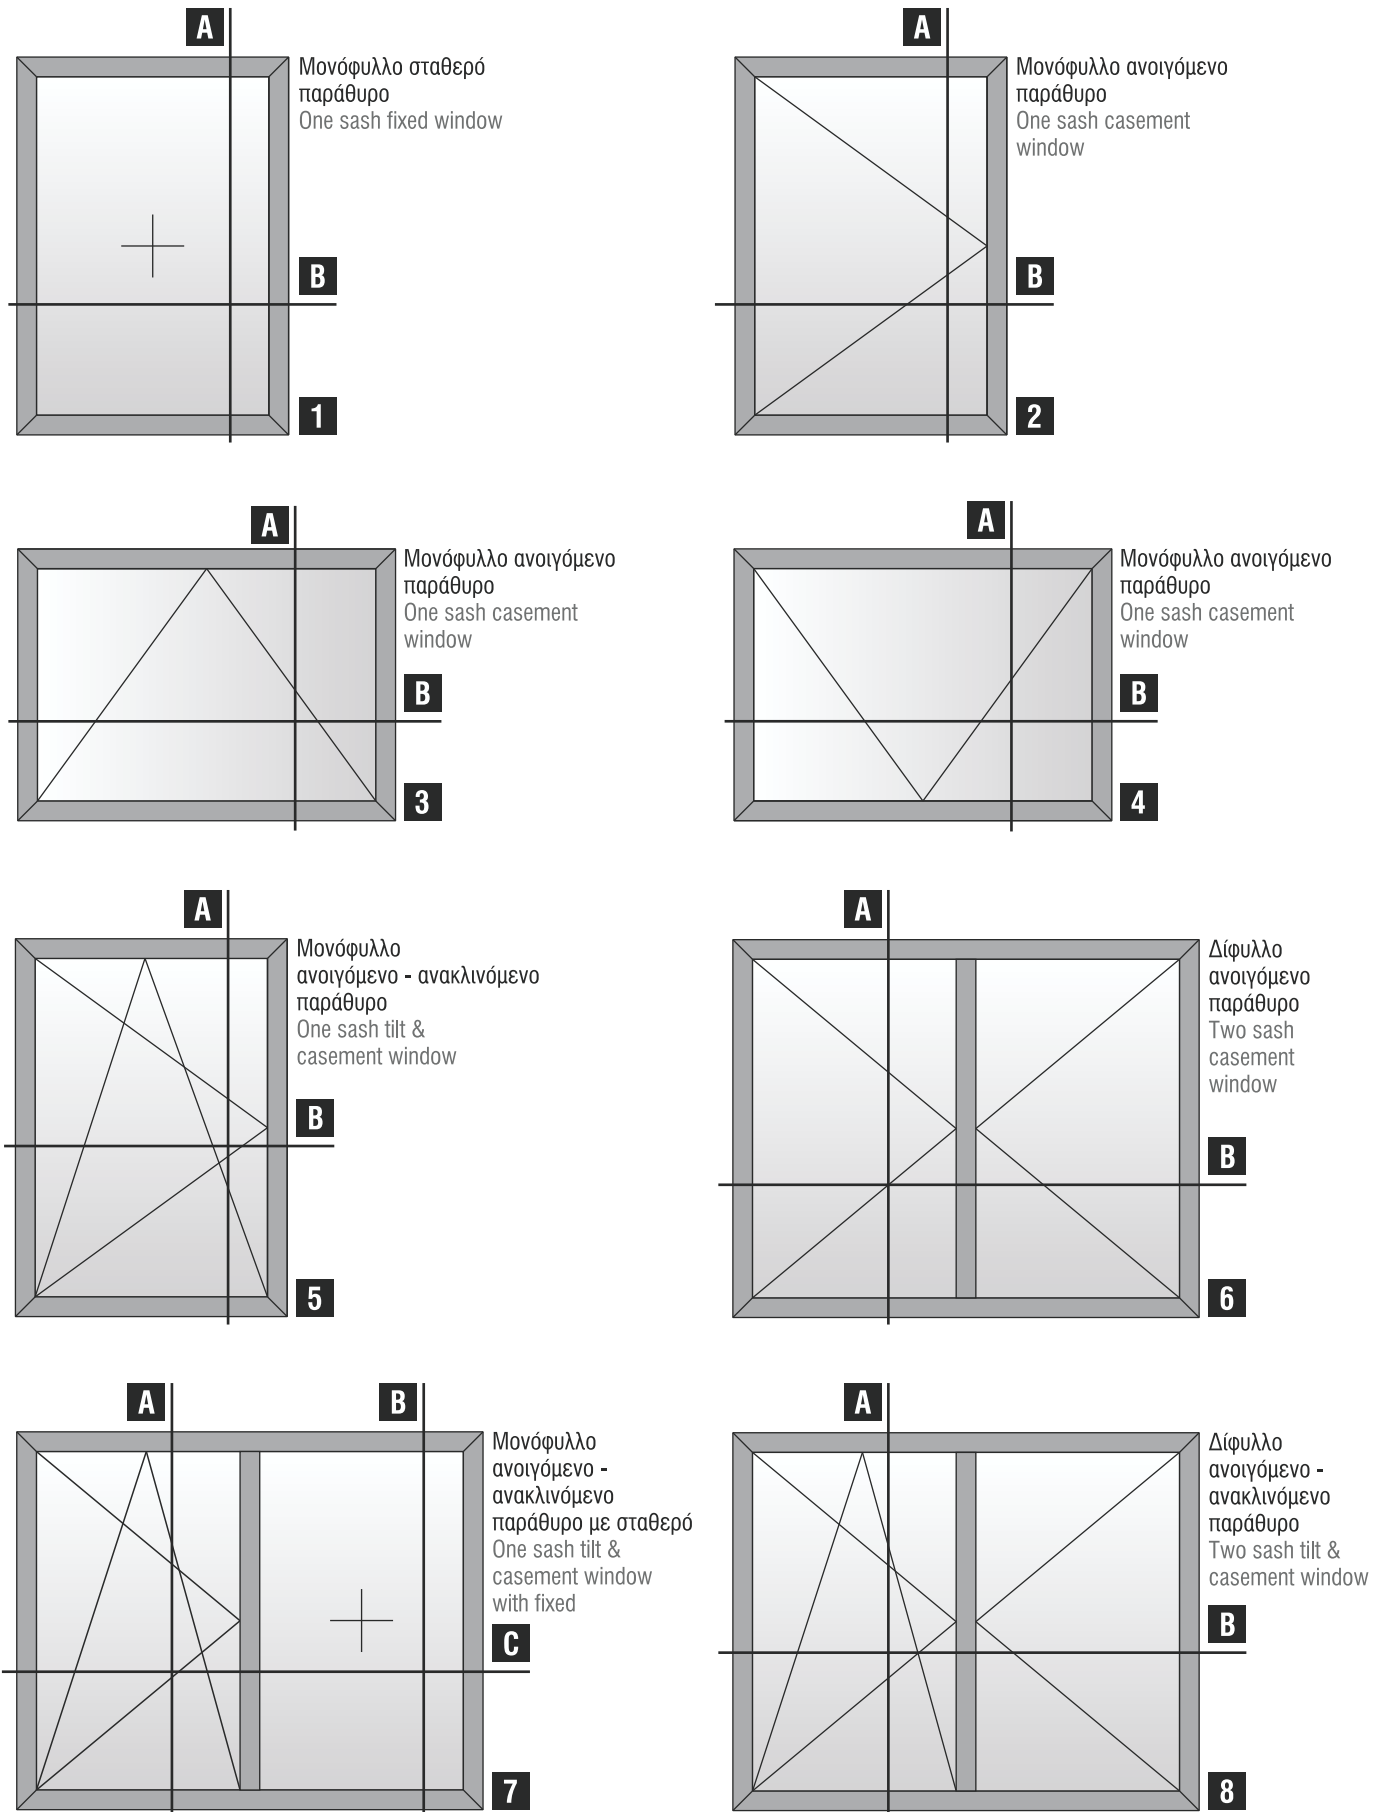 A
Μονόφυλλο σταθερό
παράθυρο
One sash fixed window
B
1
A
Μονόφυλλο ανοιγόμενο
παράθυρο
One sash casement
window
B
2
A
Μονόφυλλο ανοιγόμενο
παράθυρο
One sash casement
window
B
3
A
Μονόφυλλο ανοιγόμενο
παράθυρο
One sash casement
window
B
4
A
Μονόφυλλο
ανοιγόμενο - ανακλινόμενο
παράθυρο
One sash tilt &
casement window
B
5
A
Δίφυλλο
ανοιγόμενο
παράθυρο
Two sash
casement
window
B
6
A
B
Μονόφυλλο
ανοιγόμενο -
ανακλινόμενο
παράθυρο με σταθερό
One sash tilt &
casement window
with fixed
C
7
A
Δίφυλλο
ανοιγόμενο -
ανακλινόμενο
παράθυρο
Two sash tilt &
casement window
B
8